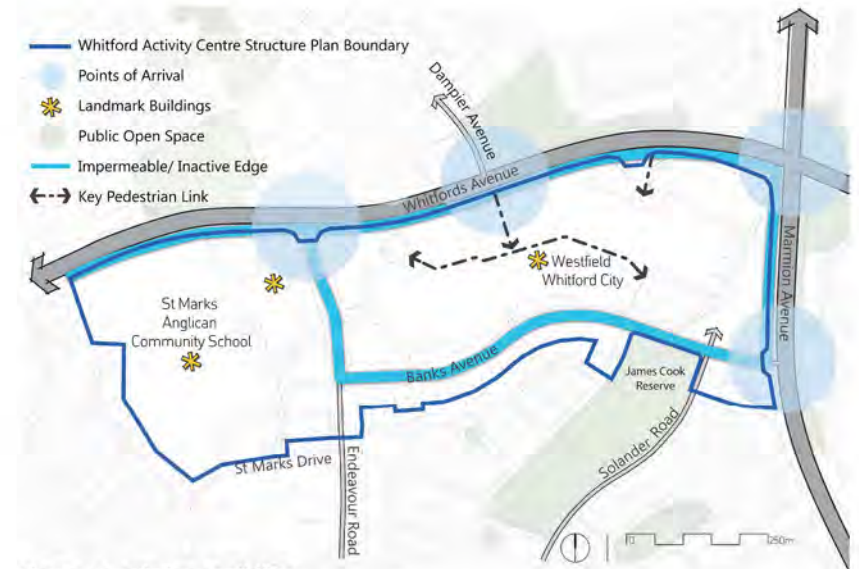 Whitford Activity Centre Structure Plan Boundary
Points of Arrival
Landmark Buildings
Public Open Space
Impermeable/ Inactive Edge
Key Pedestrian Link
Dampier Avenue
Whitfords Avenue
Marmion Avenue
Westfield
Whitford City
St Marks
Anglican
Community School
Banks Avenue
James Cook
Reserve
Solander Road
St Marks Drive
Endeavour Road
0
250m